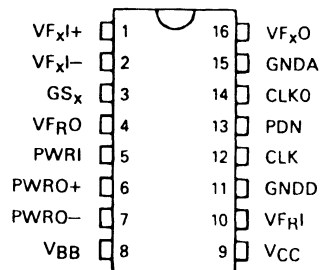 VFxI+ 1 16 VFxO
VFxI− 2 15 GNDA
GSx 3 14 CLK0
VFRO 4 13 PDN
PWRI 5 12 CLK
PWRO+ 6 11 GNDD
PWRO− 7 10 VFRI
VBB 8 9 VCC